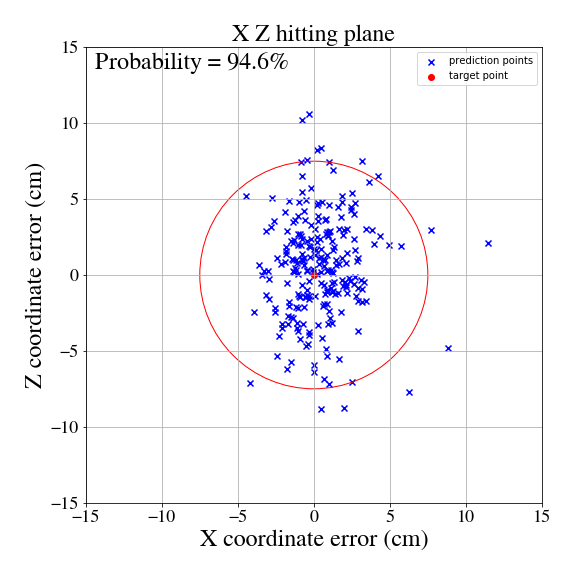 X Z hitting plane
Probability = 94.6%
prediction points
target point
Z coordinate error (cm)
15
10
5
0
−5
−10
−15
−15
−10
−5
0
5
10
15
X coordinate error (cm)